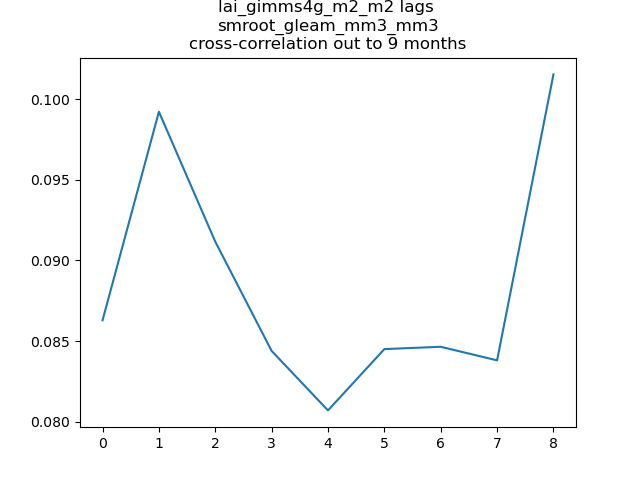 lai_gimms4g_m2_m2 lags
smroot_gleam_mm3_mm3
cross-correlation out to 9 months
0.100
0.095
0.090
0.085
0.080
0 1 2 3 4 5 6 7 8